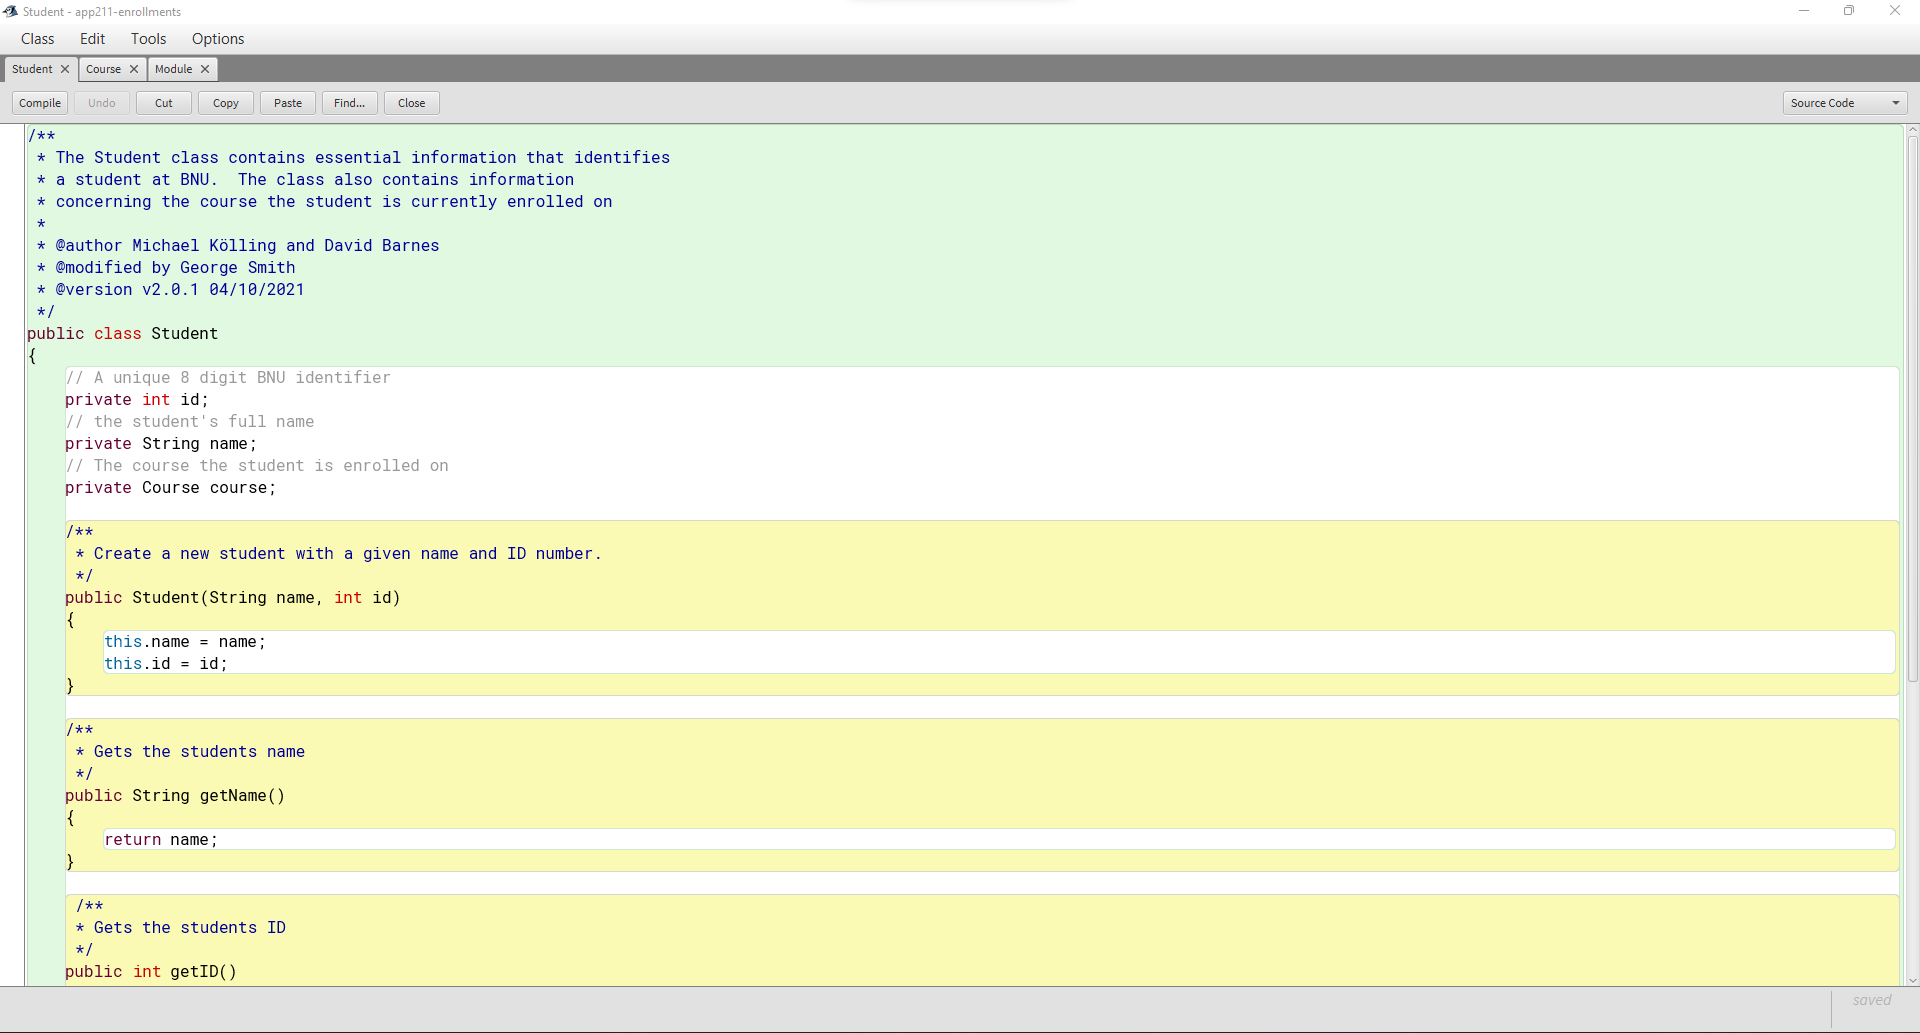 Student - app211-enrollments
Class Edit Tools Options
Student Course Module
Compile Undo Cut Copy Paste Find... Close Source Code
/**
 * The Student class contains essential information that identifies
 * a student at BNU.  The class also contains information
 * concerning the course the student is currently enrolled on
 *
 * @author Michael Kölling and David Barnes
 * @modified by George Smith
 * @version v2.0.1 04/10/2021
 */
public class Student
{
    // A unique 8 digit BNU identifier
    private int id;
    // the student's full name
    private String name;
    // The course the student is enrolled on
    private Course course;
    /**
     * Create a new student with a given name and ID number.
     */
    public Student(String name, int id)
    {
        this.name = name;
        this.id = id;
    }
    /**
     * Gets the students name
     */
    public String getName()
    {
        return name;
    }
     /**
     * Gets the students ID
     */
    public int getID()
saved